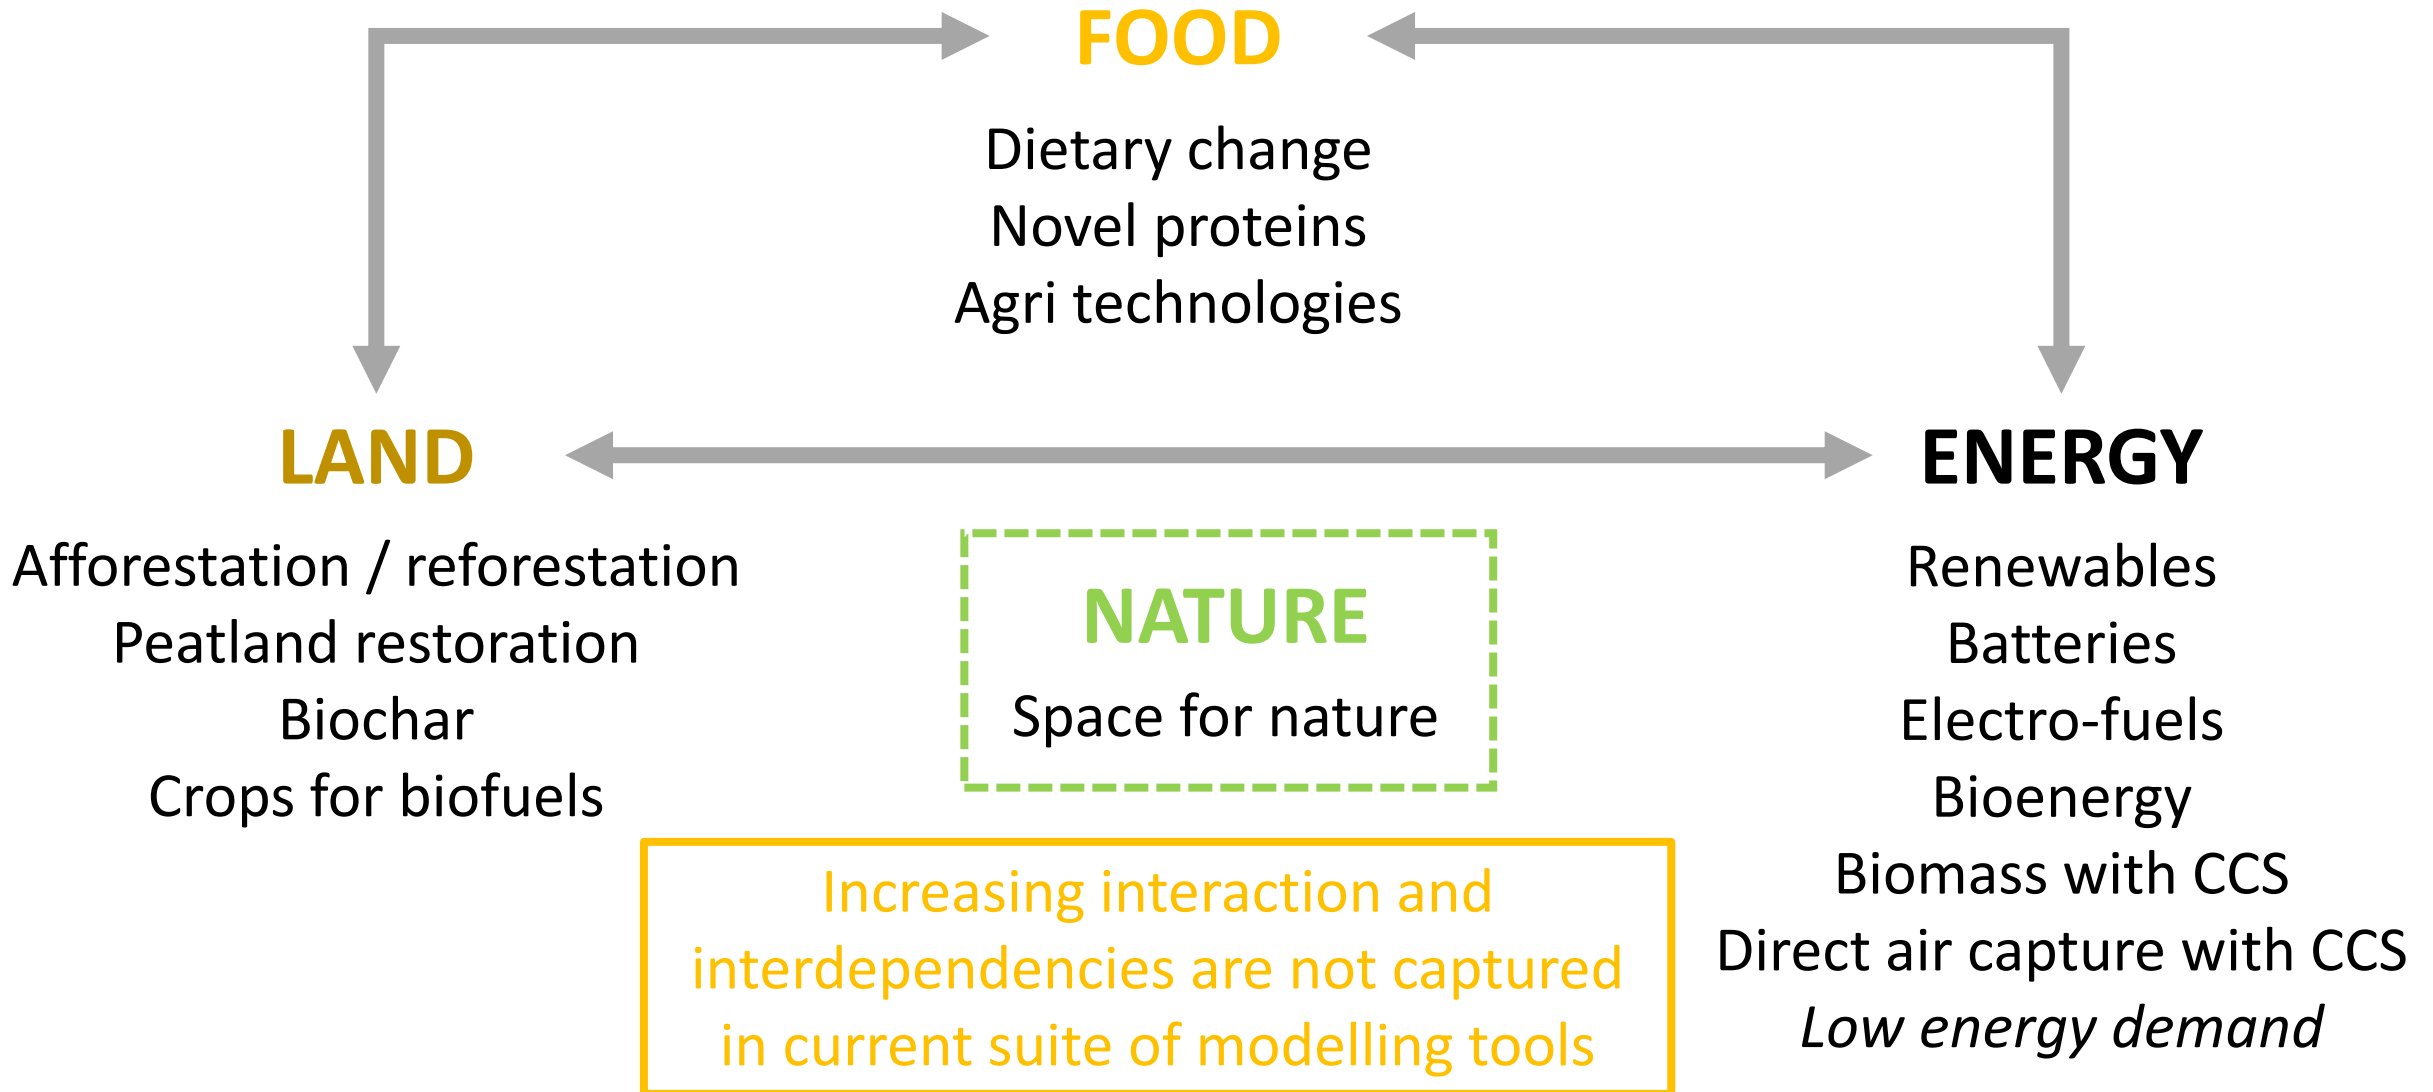 FOOD
Dietary change
Novel proteins
Agri technologies
LAND
Afforestation / reforestation
Peatland restoration
Biochar
Crops for biofuels
NATURE
Space for nature
ENERGY
Renewables
Batteries
Electro-fuels
Bioenergy
Biomass with CCS
Direct air capture with CCS
Low energy demand
Increasing interaction and
interdependencies are not captured
in current suite of modelling tools